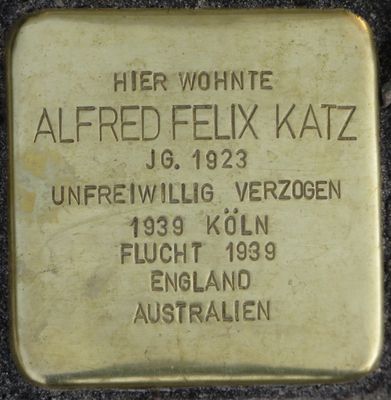 HIER WOHNTE
ALFRED FELIX KATZ
JG. 1923
UNFREIWILLIG VERZOGEN
1939 KÖLN
FLUCHT 1939
ENGLAND
AUSTRALIEN